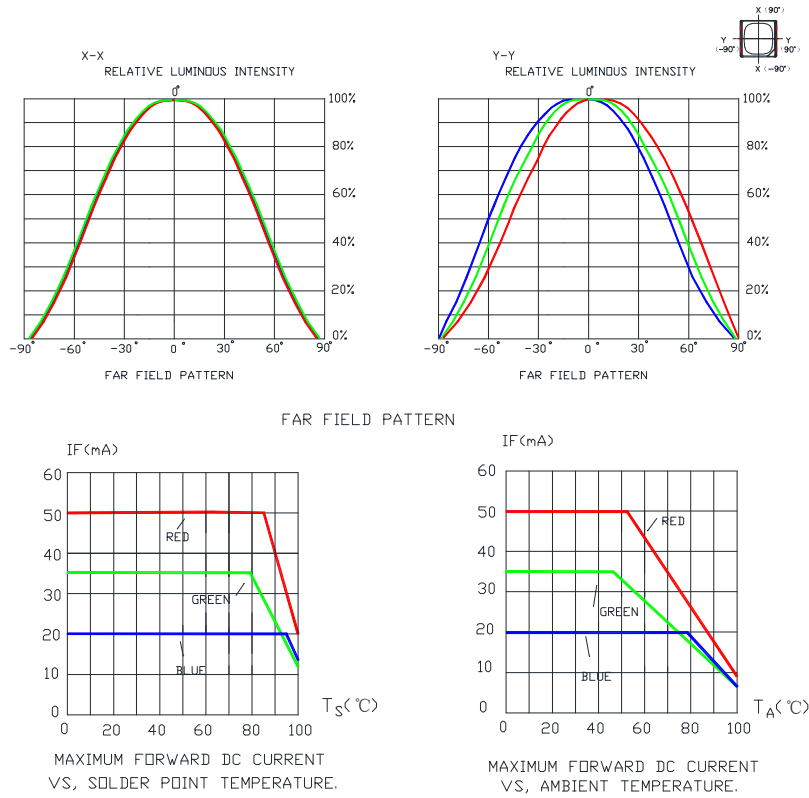 X (90°)
Y Y
(-90°) (90°)
X (-90°)
X-X
RELATIVE LUMINOUS INTENSITY
0°
100%
80%
60%
40%
20%
0%
-90° -60° -30° 0° 30° 60° 90°
FAR FIELD PATTERN
Y-Y
RELATIVE LUMINOUS INTENSITY
0°
100%
80%
60%
40%
20%
0%
-90° -60° -30° 0° 30° 60° 90°
FAR FIELD PATTERN
FAR FIELD PATTERN
IF(mA)
60
50
40
30
20
10
0
RED
GREEN
BLUE
0 20 40 60 80 100
TS(℃)
MAXIMUM FORWARD DC CURRENT
VS, SOLDER POINT TEMPERATURE.
IF(mA)
60
50
40
30
20
10
0
RED
GREEN
BLUE
0 20 40 60 80 100
TA(℃)
MAXIMUM FORWARD DC CURRENT
VS, AMBIENT TEMPERATURE.